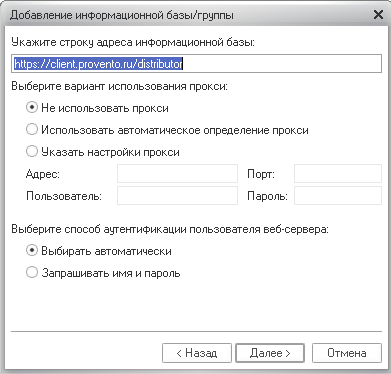 Добавление информационной базы/группы
Укажите строку адреса информационной базы:
https://client.provento.ru/distributor
Выберите вариант использования прокси:
Не использовать прокси
Использовать автоматическое определение прокси
Указать настройки прокси
Адрес: Порт:
Пользователь: Пароль:
Выберите способ аутентификации пользователя веб-сервера:
Выбирать автоматически
Запрашивать имя и пароль
< Назад Далее > Отмена